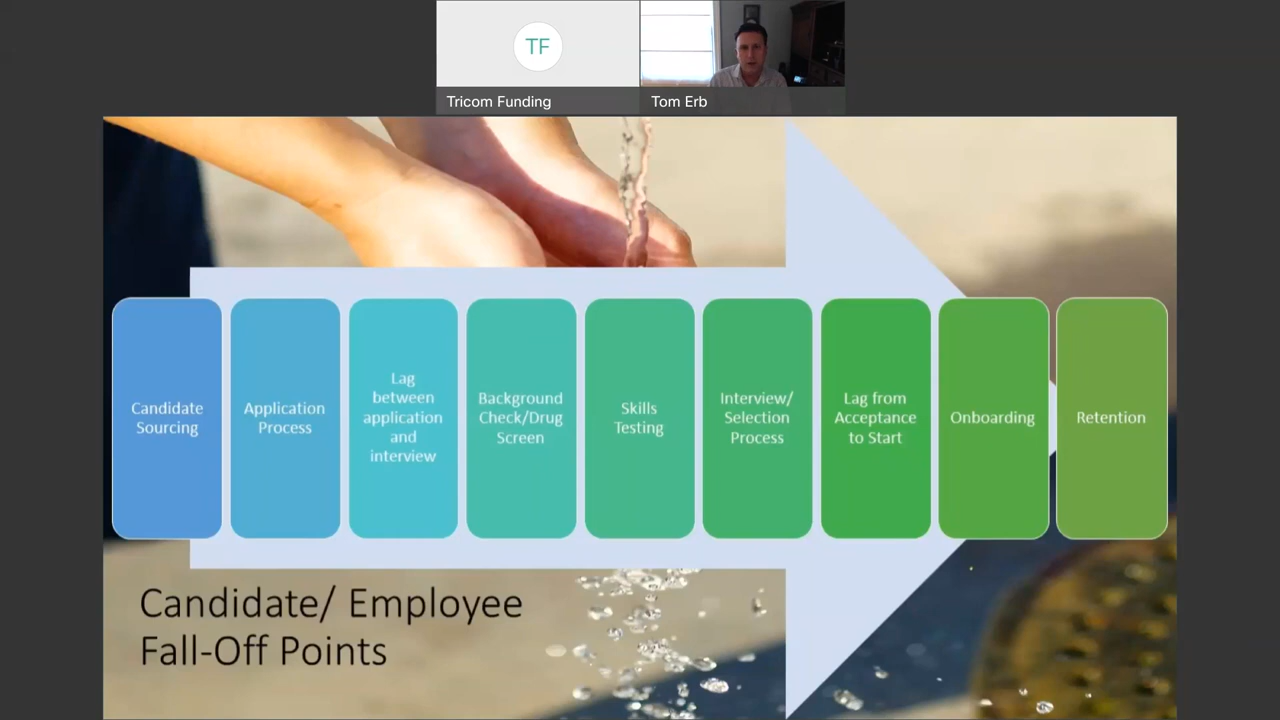 TF
Tricom Funding
Tom Erb
Candidate
Sourcing
Application
Process
Lag
between
application
and
interview
Background
Check/Drug
Screen
Skills
Testing
Interview/
Selection
Process
Lag from
Acceptance
to Start
Onboarding
Retention
Candidate/ Employee
Fall-Off Points